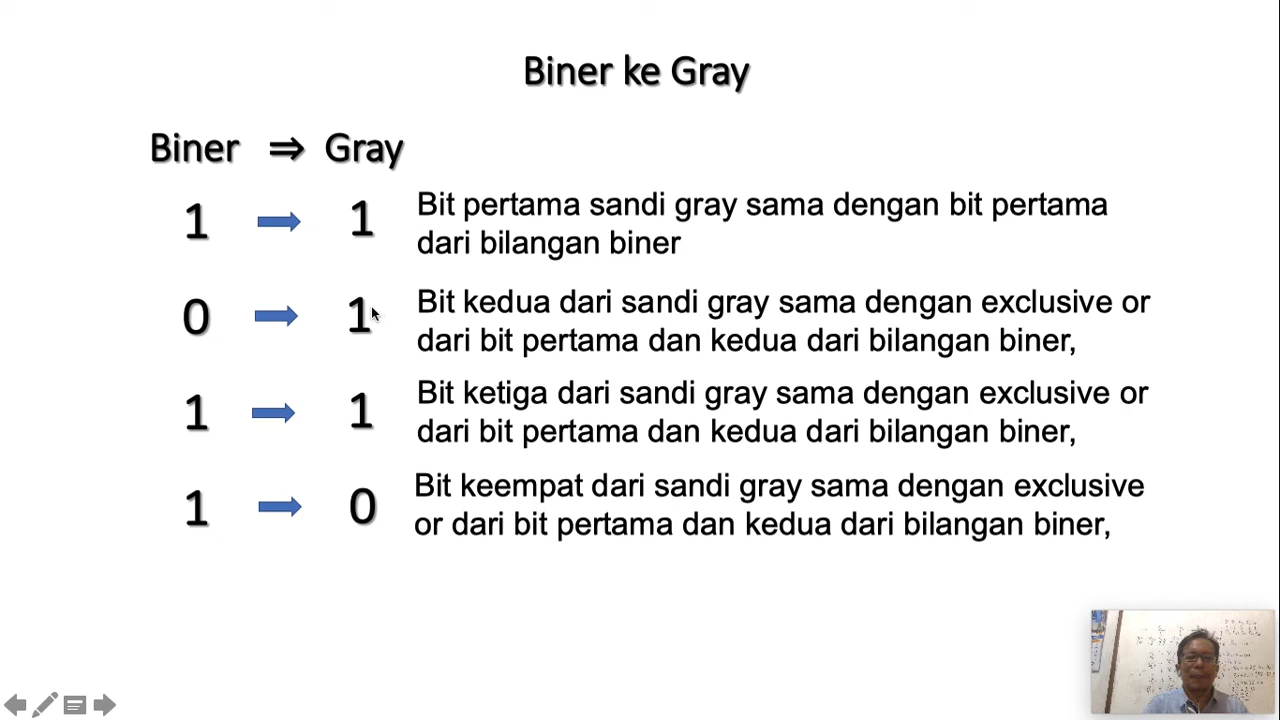 Biner ke Gray
Biner ⇒ Gray
1 1 Bit pertama sandi gray sama dengan bit pertama
dari bilangan biner
0 1 Bit kedua dari sandi gray sama dengan exclusive or
dari bit pertama dan kedua dari bilangan biner,
1 1 Bit ketiga dari sandi gray sama dengan exclusive or
dari bit pertama dan kedua dari bilangan biner,
1 0 Bit keempat dari sandi gray sama dengan exclusive
or dari bit pertama dan kedua dari bilangan biner,